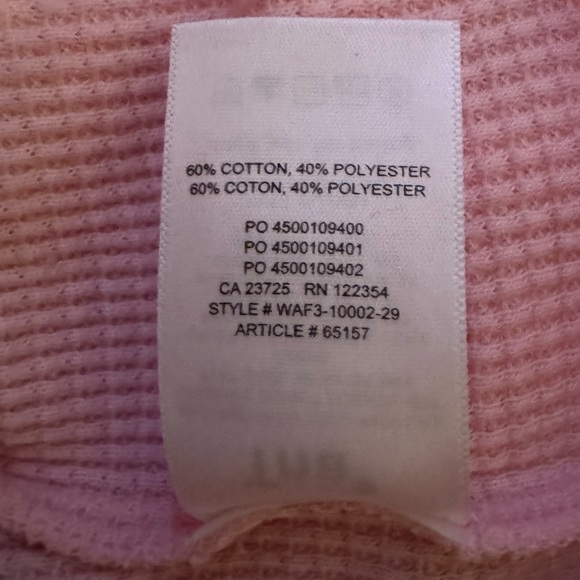 60% COTTON, 40% POLYESTER
60% COTON, 40% POLYESTER
PO 4500109400
PO 4500109401
PO 4500109402
CA 23725 RN 122354
STYLE # WAF3-10002-29
ARTICLE # 65157